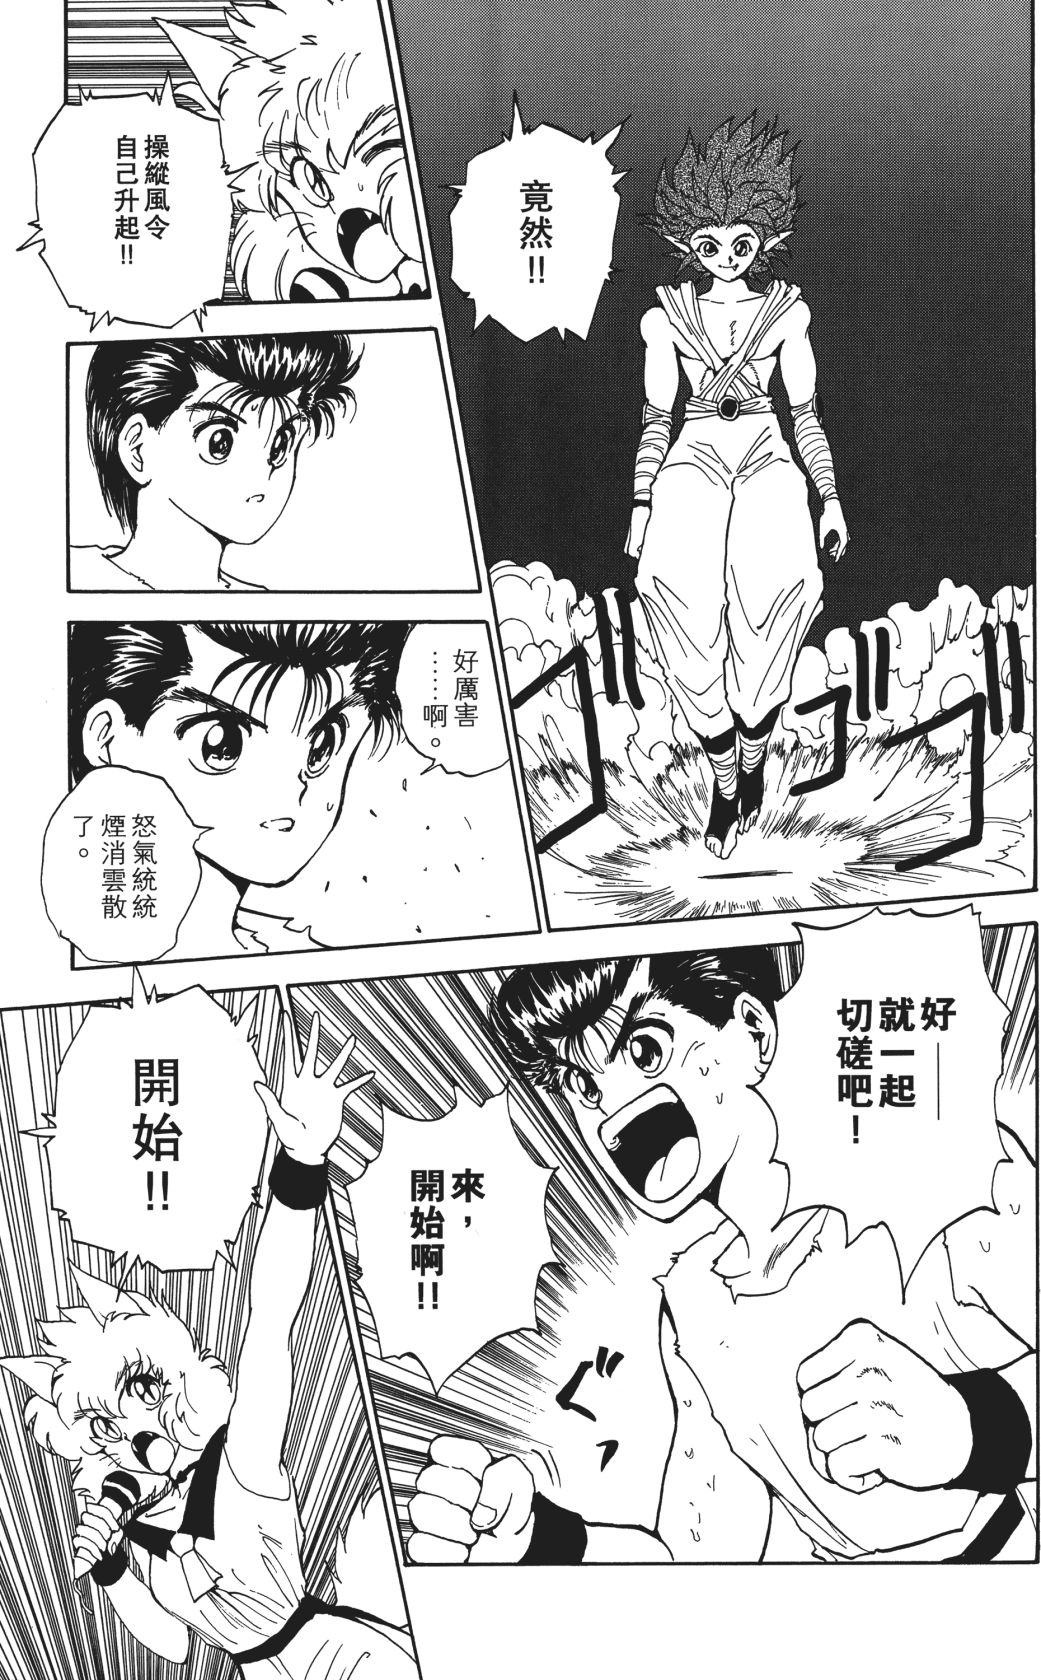 竟然!!
操縱風令
自己升起!!
好厲害
……啊。
怒氣統統
煙消雲散
了。
好——
就一起
切磋吧!
來，
開始啊!!
ぐっ
開始!!
ゴゴゴ